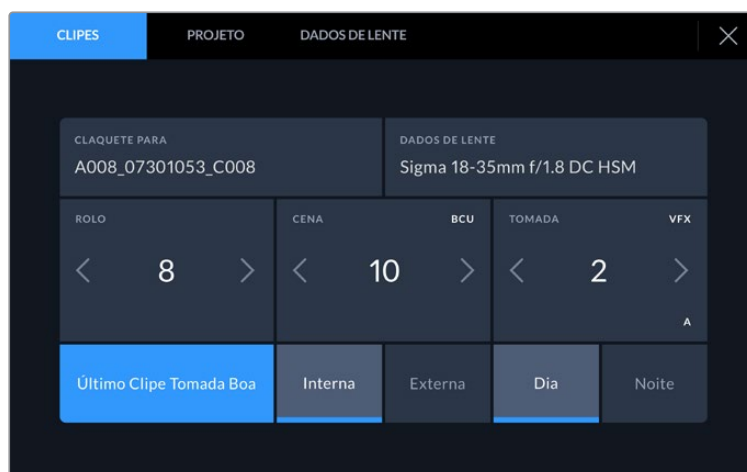 CLIPES PROJETO DADOS DE LENTE
CLAQUETE PARA DADOS DE LENTE
A008_07301053_C008 Sigma 18-35mm f/1.8 DC HSM
ROLO CENA BCU TOMADA VFX
8 10 2
A
Último Clipe Tomada Boa Interna Externa Dia Noite